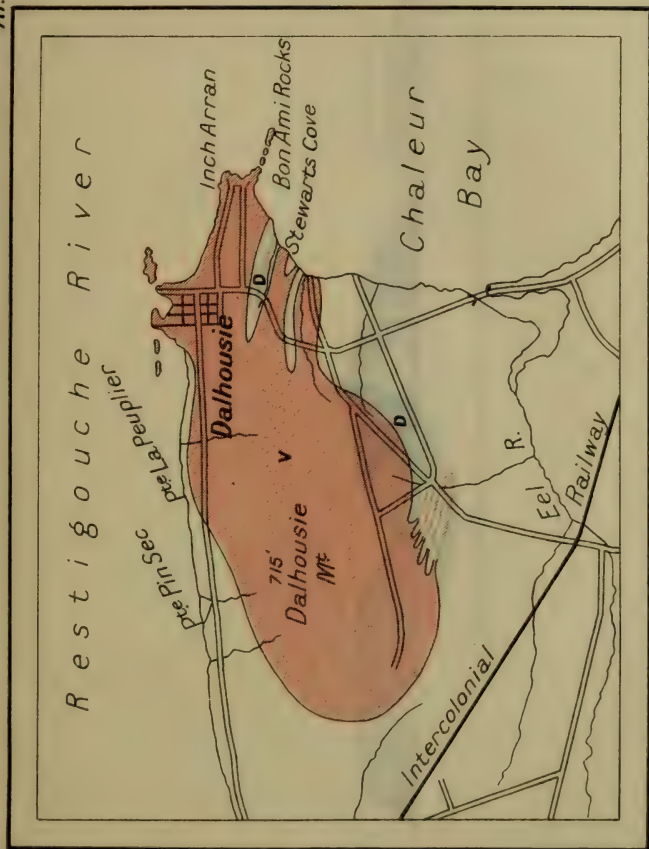 Restigouche River
Inch Arran
Bon Ami Rocks
Stewarts Cove
Chaleur
Bay
Pte. La Peuplier
Pte. Pin Sec
Dalhousie
D
V
715'
Dalhousie
Mt.
D
Eel R.
Intercolonial Railway